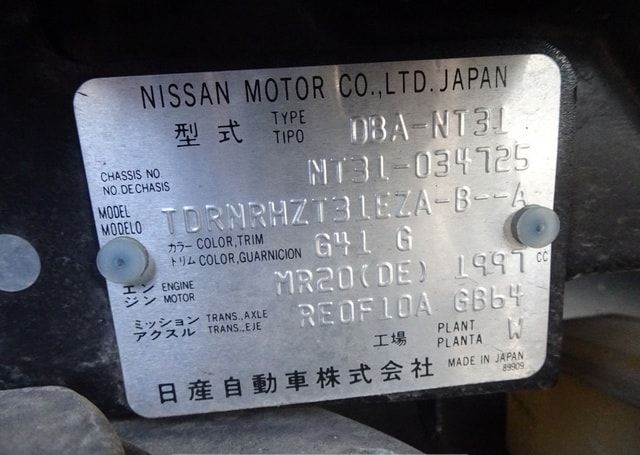 NISSAN MOTOR CO.,LTD. JAPAN
型式 TYPE TIPO DBA-NT31
CHASSIS NO. NO. DE CHASIS NT31-034725
MODEL MODELO TDRNRHZT31EZA-B--A
カラー COLOR,TRIM トリム COLOR,GUARNICION G41 G
エンジン ENGINE MOTOR MR20(DE) 1997 CC
ミッション TRANS.,AXLE アクスル TRANS.,EJE RE0F10A GB64
工場 PLANT PLANTA W
日産自動車株式会社 MADE IN JAPAN
89909